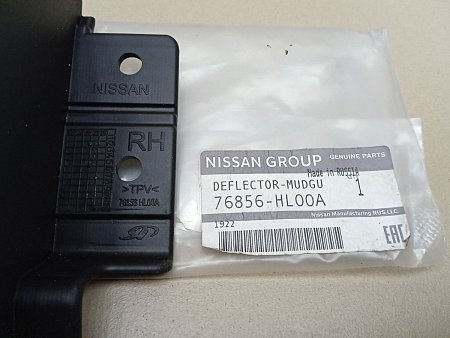 NISSAN
RH
>TPV<
76856 HL00A
NISSAN GROUP GENUINE PARTS
Made in RUSSIA
DEFLECTOR-MUDGU 1
76856-HL00A
Nissan Manufacturing RUS LLC
1922
EAC